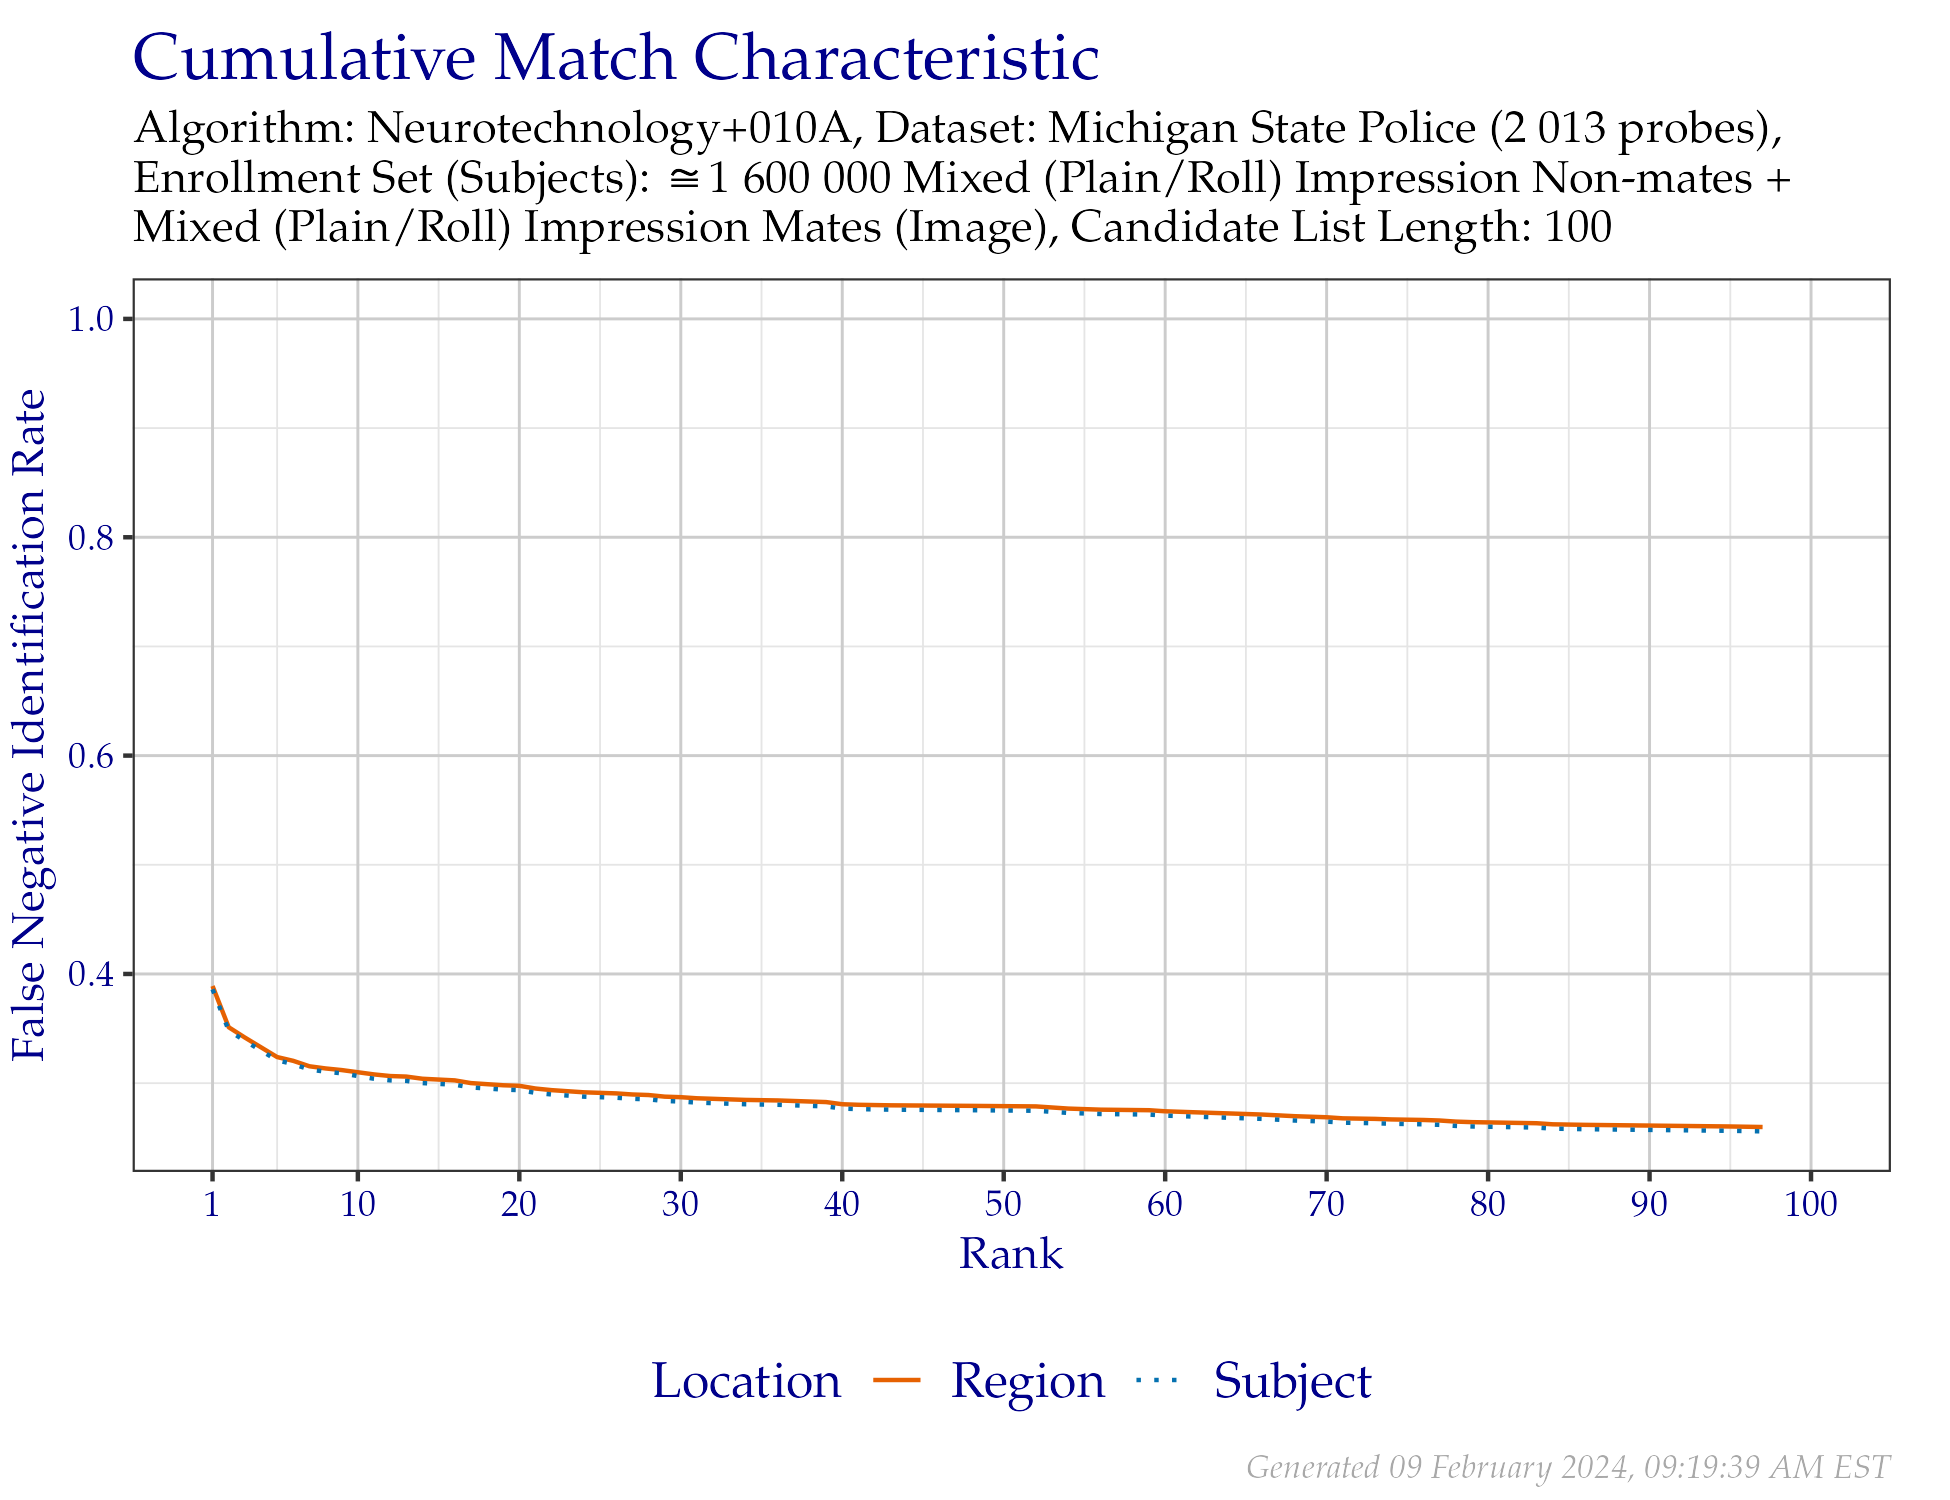 Cumulative Match Characteristic
Algorithm: Neurotechnology+010A, Dataset: Michigan State Police (2 013 probes),
Enrollment Set (Subjects): ≅ 1 600 000 Mixed (Plain/Roll) Impression Non-mates +
Mixed (Plain/Roll) Impression Mates (Image), Candidate List Length: 100
False Negative Identification Rate
1.0
0.8
0.6
0.4
1 10 20 30 40 50 60 70 80 90 100
Rank
Location Region Subject
Generated 09 February 2024, 09:19:39 AM EST